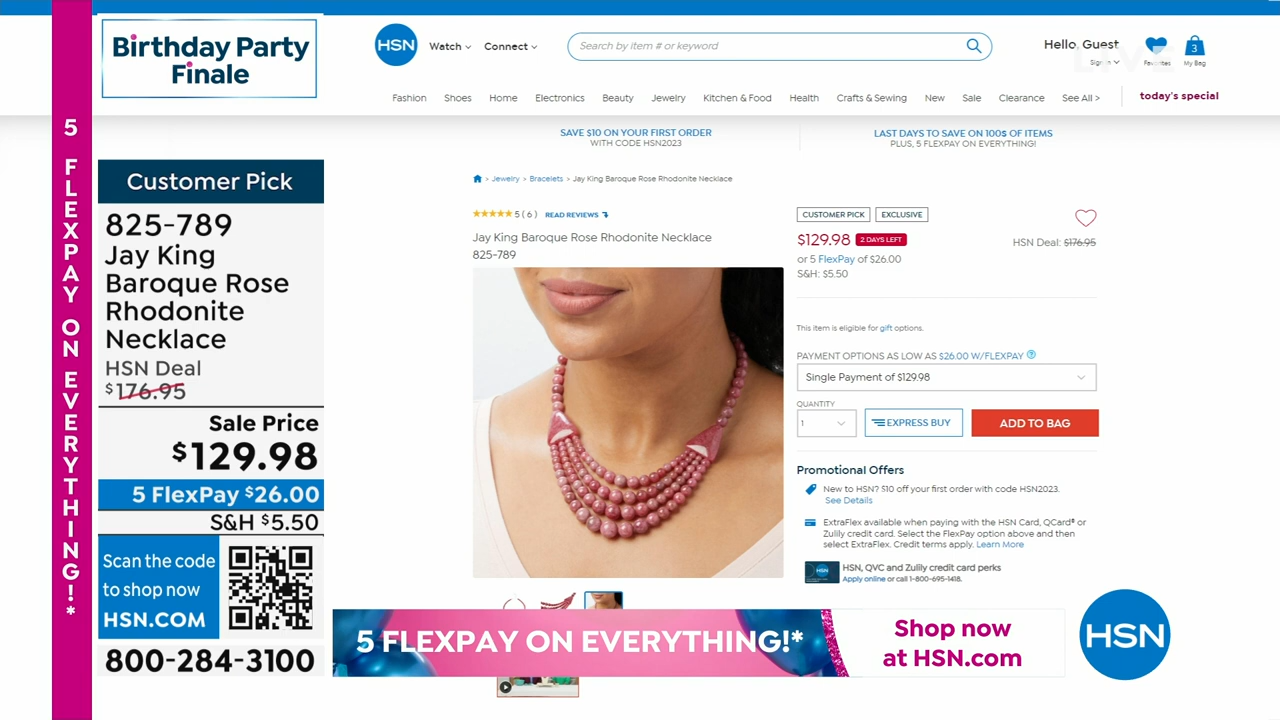 5 FLEXPAY ON EVERYTHING!*
Birthday Party
Finale
Customer Pick
825-789
Jay King
Baroque Rose
Rhodonite
Necklace
HSN Deal
$176.95
Sale Price
$129.98
5 FlexPay $26.00
S&H $5.50
Scan the code
to shop now
HSN.COM
800-284-3100
HSN
Watch
Connect
Search by item # or keyword
Hello, Guest
LIVE
Favorites
3
My Bag
Fashion Shoes Home Electronics Beauty Jewelry Kitchen & Food Health Crafts & Sewing New Sale Clearance See All > today's special
SAVE $10 ON YOUR FIRST ORDER
WITH CODE HSN2023
LAST DAYS TO SAVE ON 100$ OF ITEMS
PLUS, 5 FLEXPAY ON EVERYTHING!
> Jewelry > Bracelets > Jay King Baroque Rose Rhodonite Necklace
5 ( 6 ) READ REVIEWS
Jay King Baroque Rose Rhodonite Necklace
825-789
CUSTOMER PICK EXCLUSIVE
$129.98 2 DAYS LEFT
HSN Deal: $176.95
or 5 FlexPay of $26.00
S&H: $5.50
This item is eligible for gift options.
PAYMENT OPTIONS AS LOW AS $26.00 W/FLEXPAY ?
Single Payment of $129.98
QUANTITY
1
EXPRESS BUY
ADD TO BAG
Promotional Offers
New to HSN? $10 off your first order with code HSN2023.
See Details
ExtraFlex available when paying with the HSN Card, QCard® or
Zulily credit card. Select the FlexPay option above and then
select ExtraFlex. Credit terms apply. Learn More
HSN
HSN, QVC and Zulily credit card perks
Apply online or call 1-800-695-1418.
5 FLEXPAY ON EVERYTHING!*
Shop now
at HSN.com
HSN